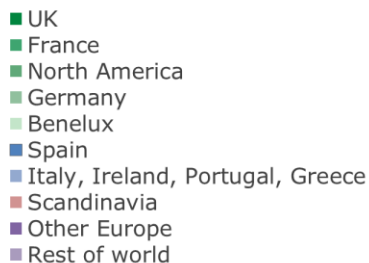 UK
France
North America
Germany
Benelux
Spain
Italy, Ireland, Portugal, Greece
Scandinavia
Other Europe
Rest of world